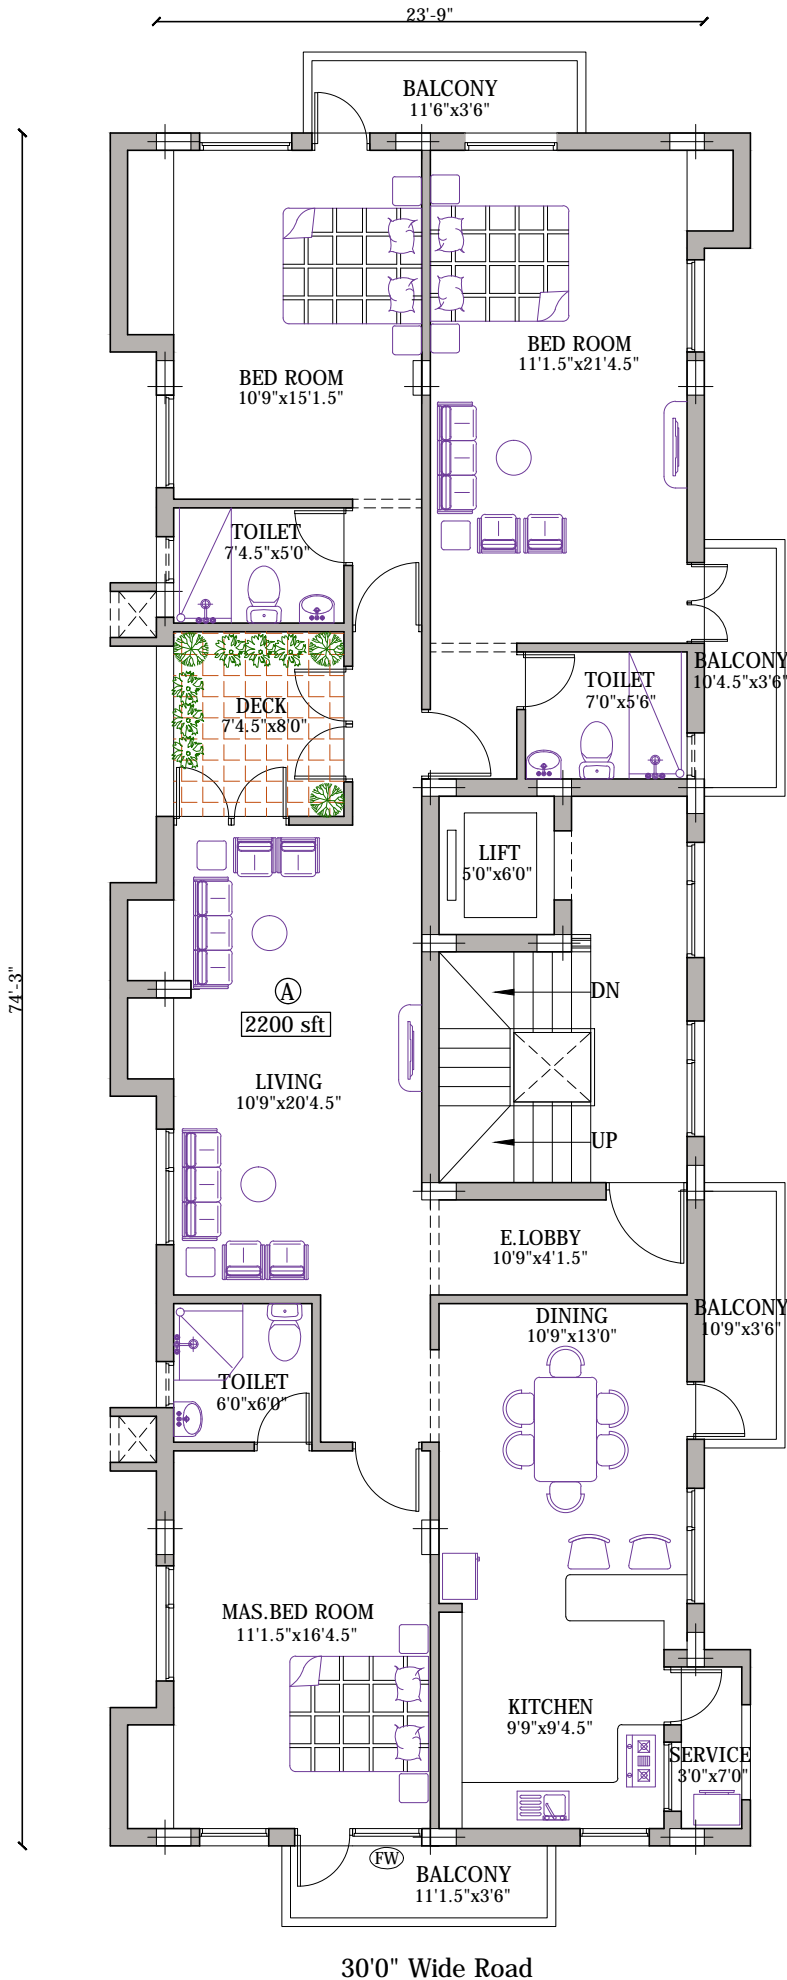 23'-9"
BALCONY
11'6"x3'6"
BED ROOM
11'1.5"x21'4.5"
BED ROOM
10'9"x15'1.5"
TOILET
7'4.5"x5'0"
BALCONY
10'4.5"x3'6"
TOILET
7'0"x5'6"
DECK
7'4.5"x8'0"
LIFT
5'0"x6'0"
74'-3"
A
2200 sft
DN
LIVING
10'9"x20'4.5"
UP
E.LOBBY
10'9"x4'1.5"
DINING
10'9"x13'0"
BALCONY
10'9"x3'6"
TOILET
6'0"x6'0"
MAS.BED ROOM
11'1.5"x16'4.5"
KITCHEN
9'9"x9'4.5"
SERVICE
3'0"x7'0"
FW
BALCONY
11'1.5"x3'6"
30'0" Wide Road